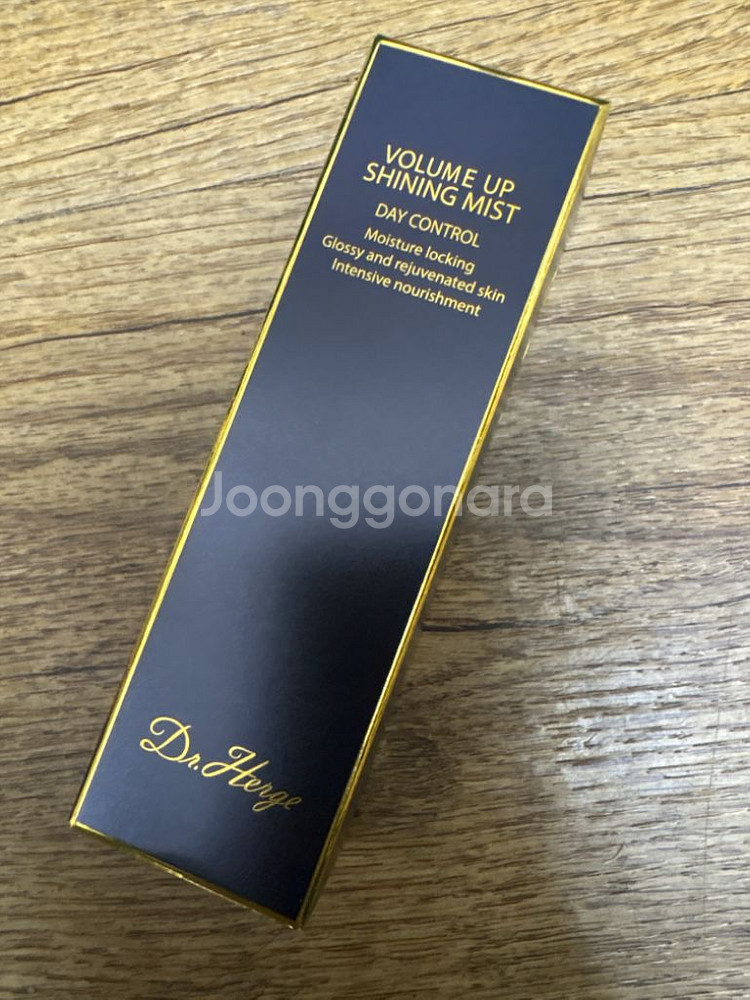 VOLUME UP
SHINING MIST
DAY CONTROL
Moisture locking
Glossy and rejuvenated skin
Intensive nourishment
Joonggonara
Dr. Herge